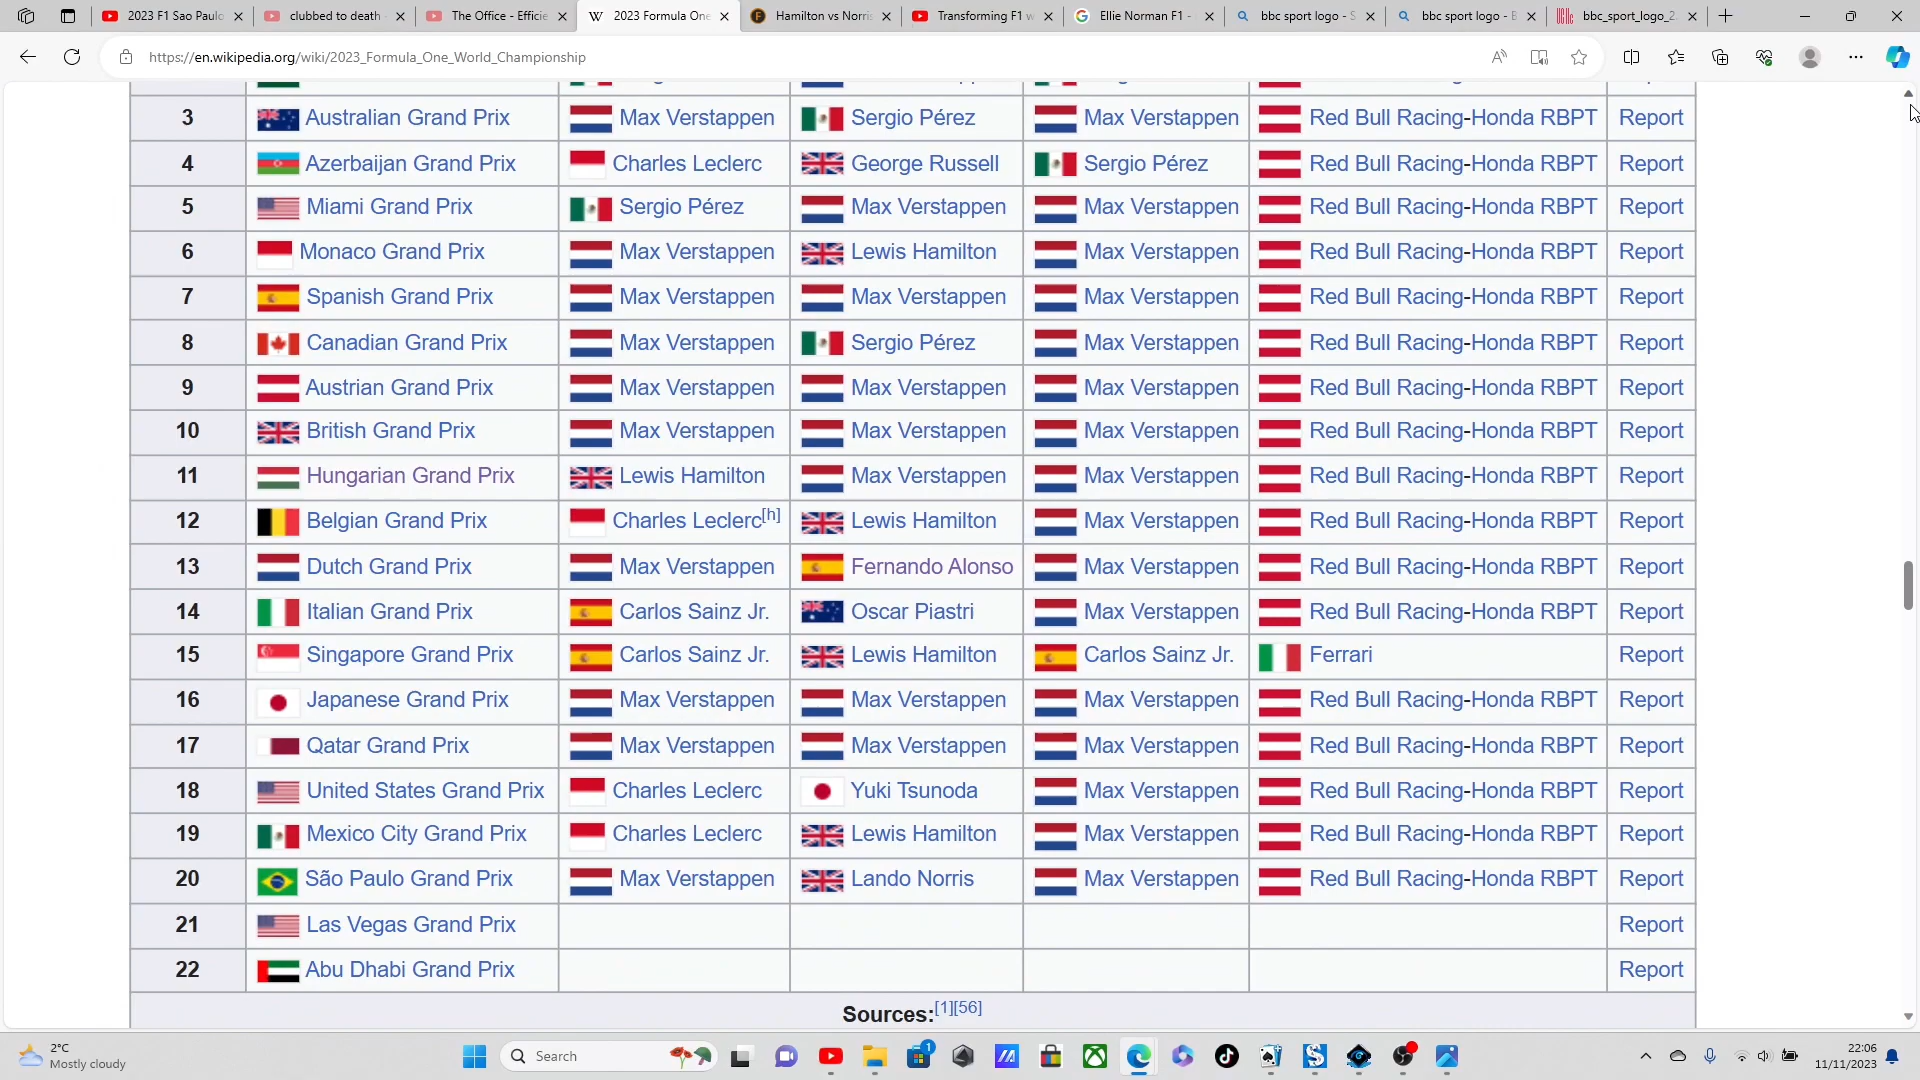 2023 F1 Sao Paulo
clubbed to death
The Office - Efficie
2023 Formula One
Hamilton vs Norris
Transforming F1 w
Ellie Norman F1 -
bbc sport logo - S
bbc sport logo - B
bbc_sport_logo_2
https://en.wikipedia.org/wiki/2023_Formula_One_World_Championship
3 Australian Grand Prix Max Verstappen Sergio Pérez Max Verstappen Red Bull Racing-Honda RBPT Report
4 Azerbaijan Grand Prix Charles Leclerc George Russell Sergio Pérez Red Bull Racing-Honda RBPT Report
5 Miami Grand Prix Sergio Pérez Max Verstappen Max Verstappen Red Bull Racing-Honda RBPT Report
6 Monaco Grand Prix Max Verstappen Lewis Hamilton Max Verstappen Red Bull Racing-Honda RBPT Report
7 Spanish Grand Prix Max Verstappen Max Verstappen Max Verstappen Red Bull Racing-Honda RBPT Report
8 Canadian Grand Prix Max Verstappen Sergio Pérez Max Verstappen Red Bull Racing-Honda RBPT Report
9 Austrian Grand Prix Max Verstappen Max Verstappen Max Verstappen Red Bull Racing-Honda RBPT Report
10 British Grand Prix Max Verstappen Max Verstappen Max Verstappen Red Bull Racing-Honda RBPT Report
11 Hungarian Grand Prix Lewis Hamilton Max Verstappen Max Verstappen Red Bull Racing-Honda RBPT Report
12 Belgian Grand Prix Charles Leclerc[h] Lewis Hamilton Max Verstappen Red Bull Racing-Honda RBPT Report
13 Dutch Grand Prix Max Verstappen Fernando Alonso Max Verstappen Red Bull Racing-Honda RBPT Report
14 Italian Grand Prix Carlos Sainz Jr. Oscar Piastri Max Verstappen Red Bull Racing-Honda RBPT Report
15 Singapore Grand Prix Carlos Sainz Jr. Lewis Hamilton Carlos Sainz Jr. Ferrari Report
16 Japanese Grand Prix Max Verstappen Max Verstappen Max Verstappen Red Bull Racing-Honda RBPT Report
17 Qatar Grand Prix Max Verstappen Max Verstappen Max Verstappen Red Bull Racing-Honda RBPT Report
18 United States Grand Prix Charles Leclerc Yuki Tsunoda Max Verstappen Red Bull Racing-Honda RBPT Report
19 Mexico City Grand Prix Charles Leclerc Lewis Hamilton Max Verstappen Red Bull Racing-Honda RBPT Report
20 São Paulo Grand Prix Max Verstappen Lando Norris Max Verstappen Red Bull Racing-Honda RBPT Report
21 Las Vegas Grand Prix Report
22 Abu Dhabi Grand Prix Report
Sources:[1][56]
2°C
Mostly cloudy
Search
1
22:06
11/11/2023